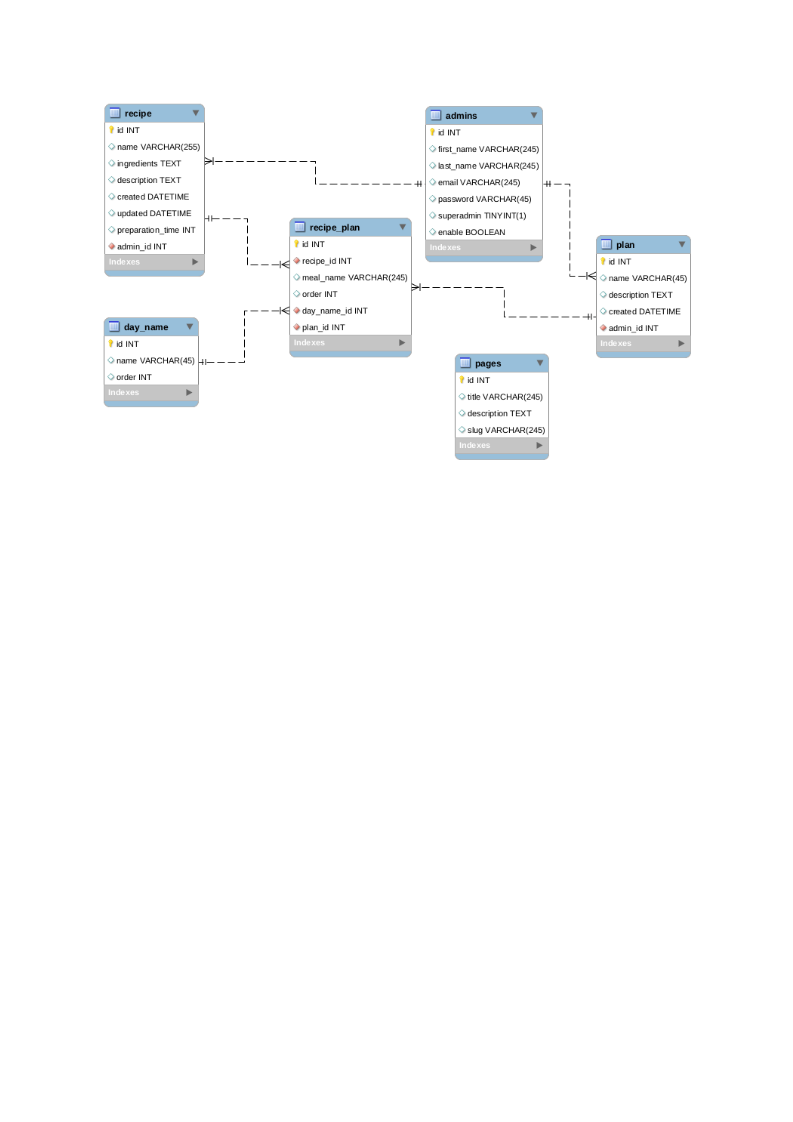 recipe
id INT
name VARCHAR(255)
ingredients TEXT
description TEXT
created DATETIME
updated DATETIME
preparation_time INT
admin_id INT
Indexes
admins
id INT
first_name VARCHAR(245)
last_name VARCHAR(245)
email VARCHAR(245)
password VARCHAR(45)
superadmin TINYINT(1)
enable BOOLEAN
Indexes
recipe_plan
id INT
recipe_id INT
meal_name VARCHAR(245)
order INT
day_name_id INT
plan_id INT
Indexes
plan
id INT
name VARCHAR(45)
description TEXT
created DATETIME
admin_id INT
Indexes
day_name
id INT
name VARCHAR(45)
order INT
Indexes
pages
id INT
title VARCHAR(245)
description TEXT
slug VARCHAR(245)
Indexes